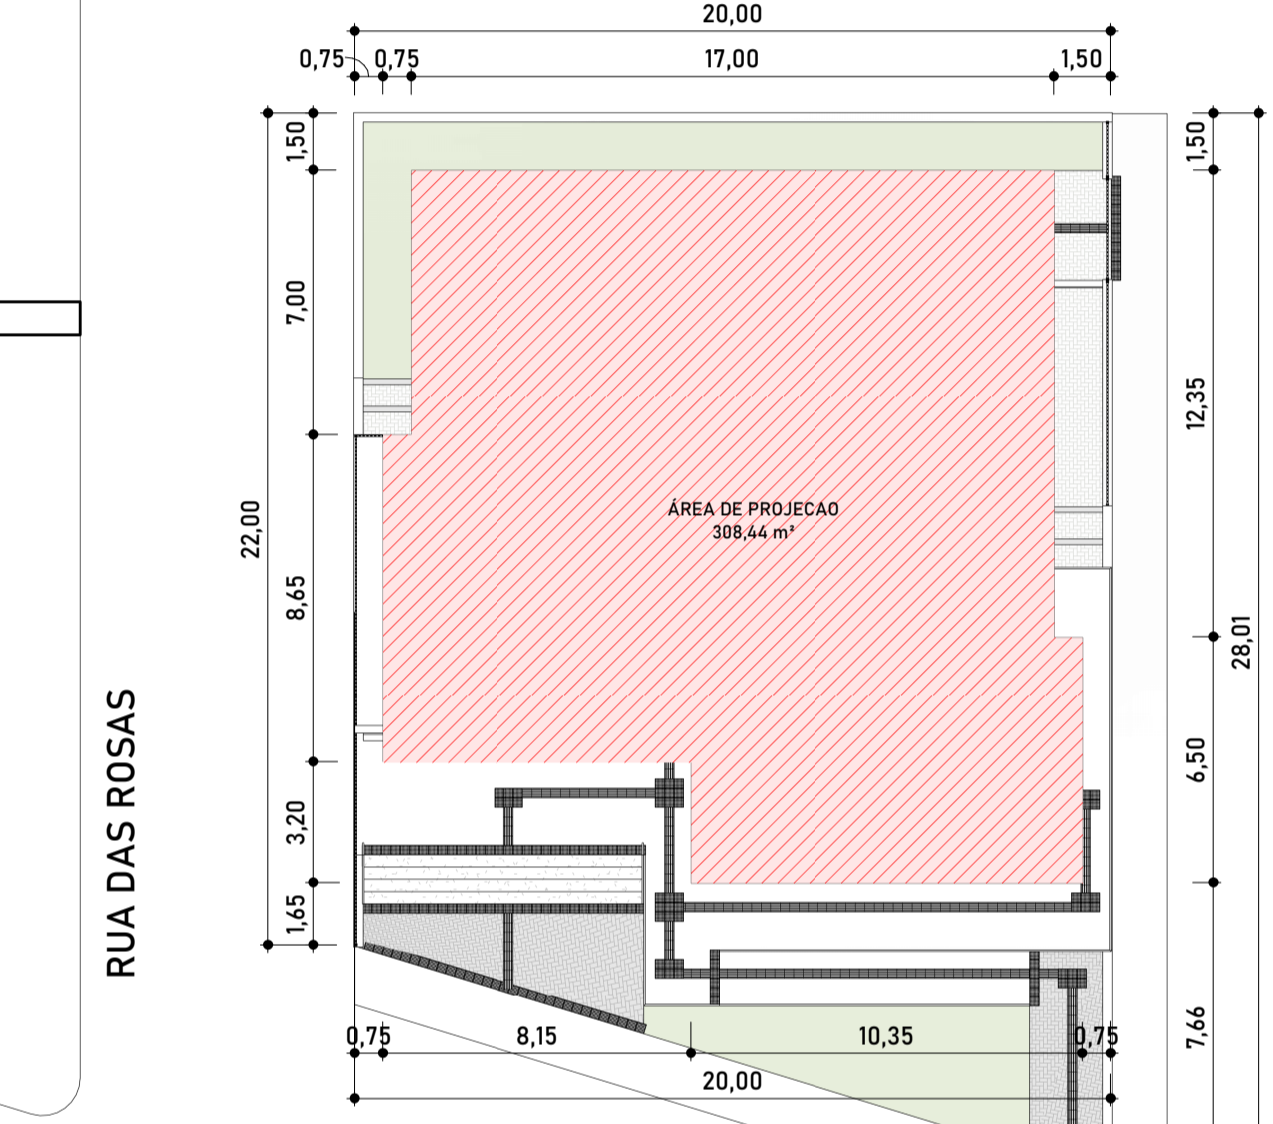 20,00
0,75 0,75 17,00 1,50
1,50
7,00
22,00
8,65
3,20
1,65
RUA DAS ROSAS
ÁREA DE PROJECAO
308,44 m²
1,50
12,35
28,01
6,50
7,66
0,75 8,15 10,35 0,75
20,00